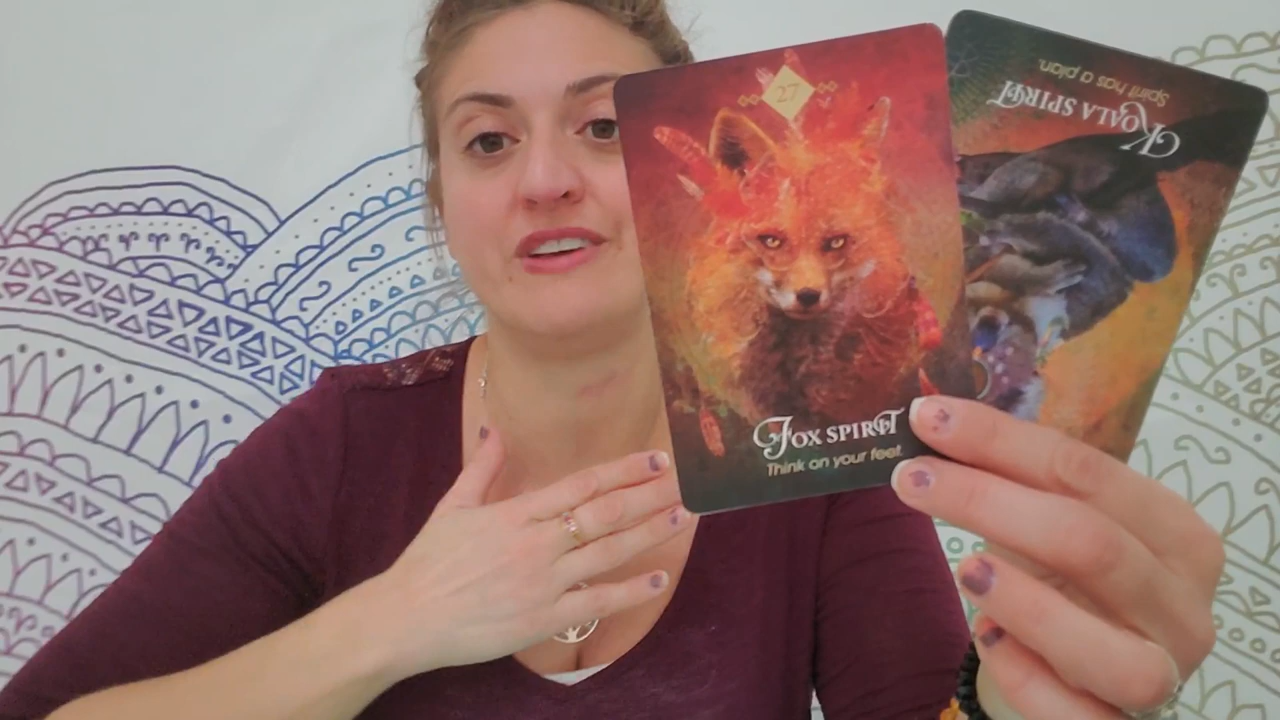 27
FOX SPIRIT
Think on your feet.
KOALA SPIRIT
Spirit has a plan.